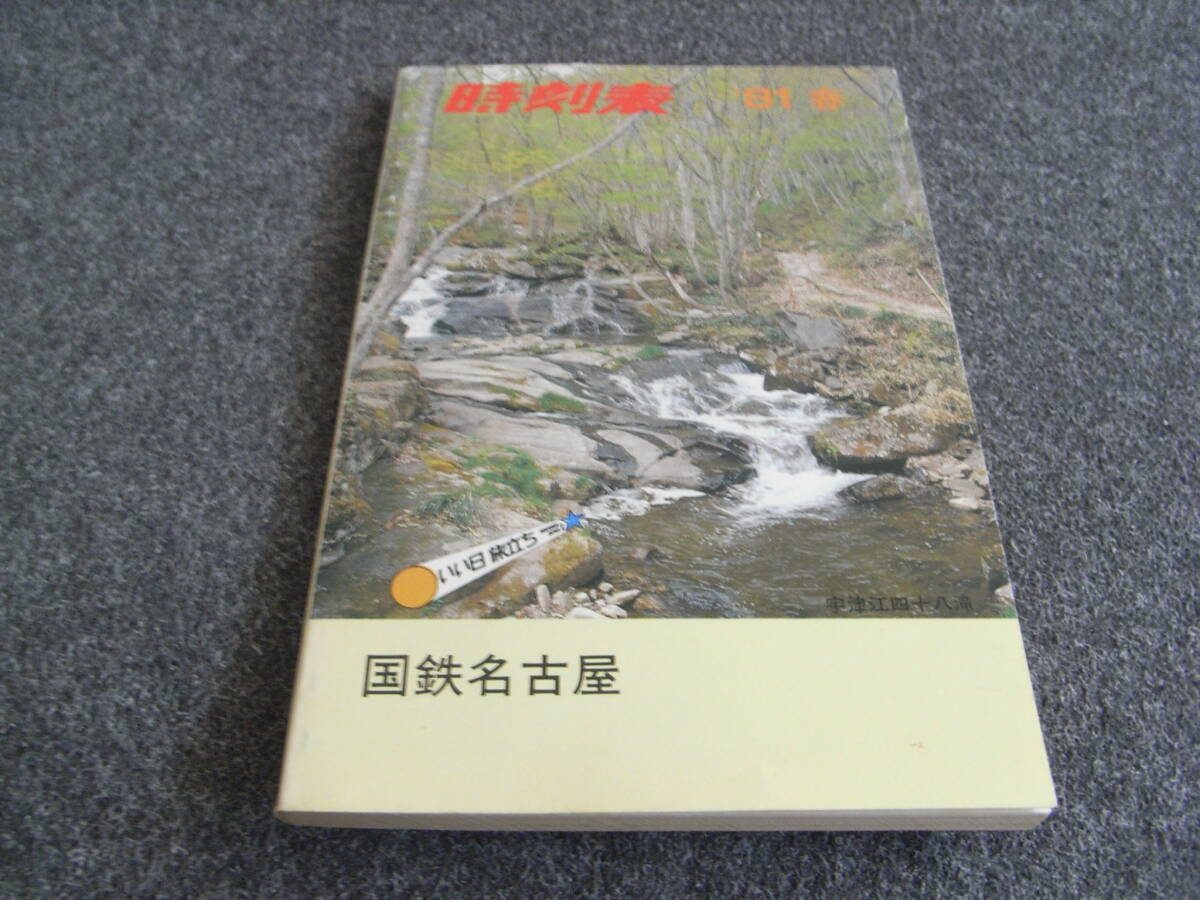 時刻表 '81 春
いい日旅立ち
宇津江四十八滝
国鉄名古屋